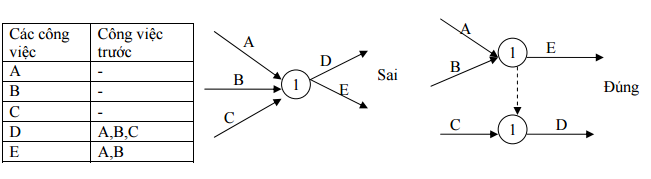 Các công việc
Công việc trước
A
-
B
-
C
-
D
A,B,C
E
A,B
A
B
C
D
E
1
Sai
A
B
E
1
C
D
1
Đúng